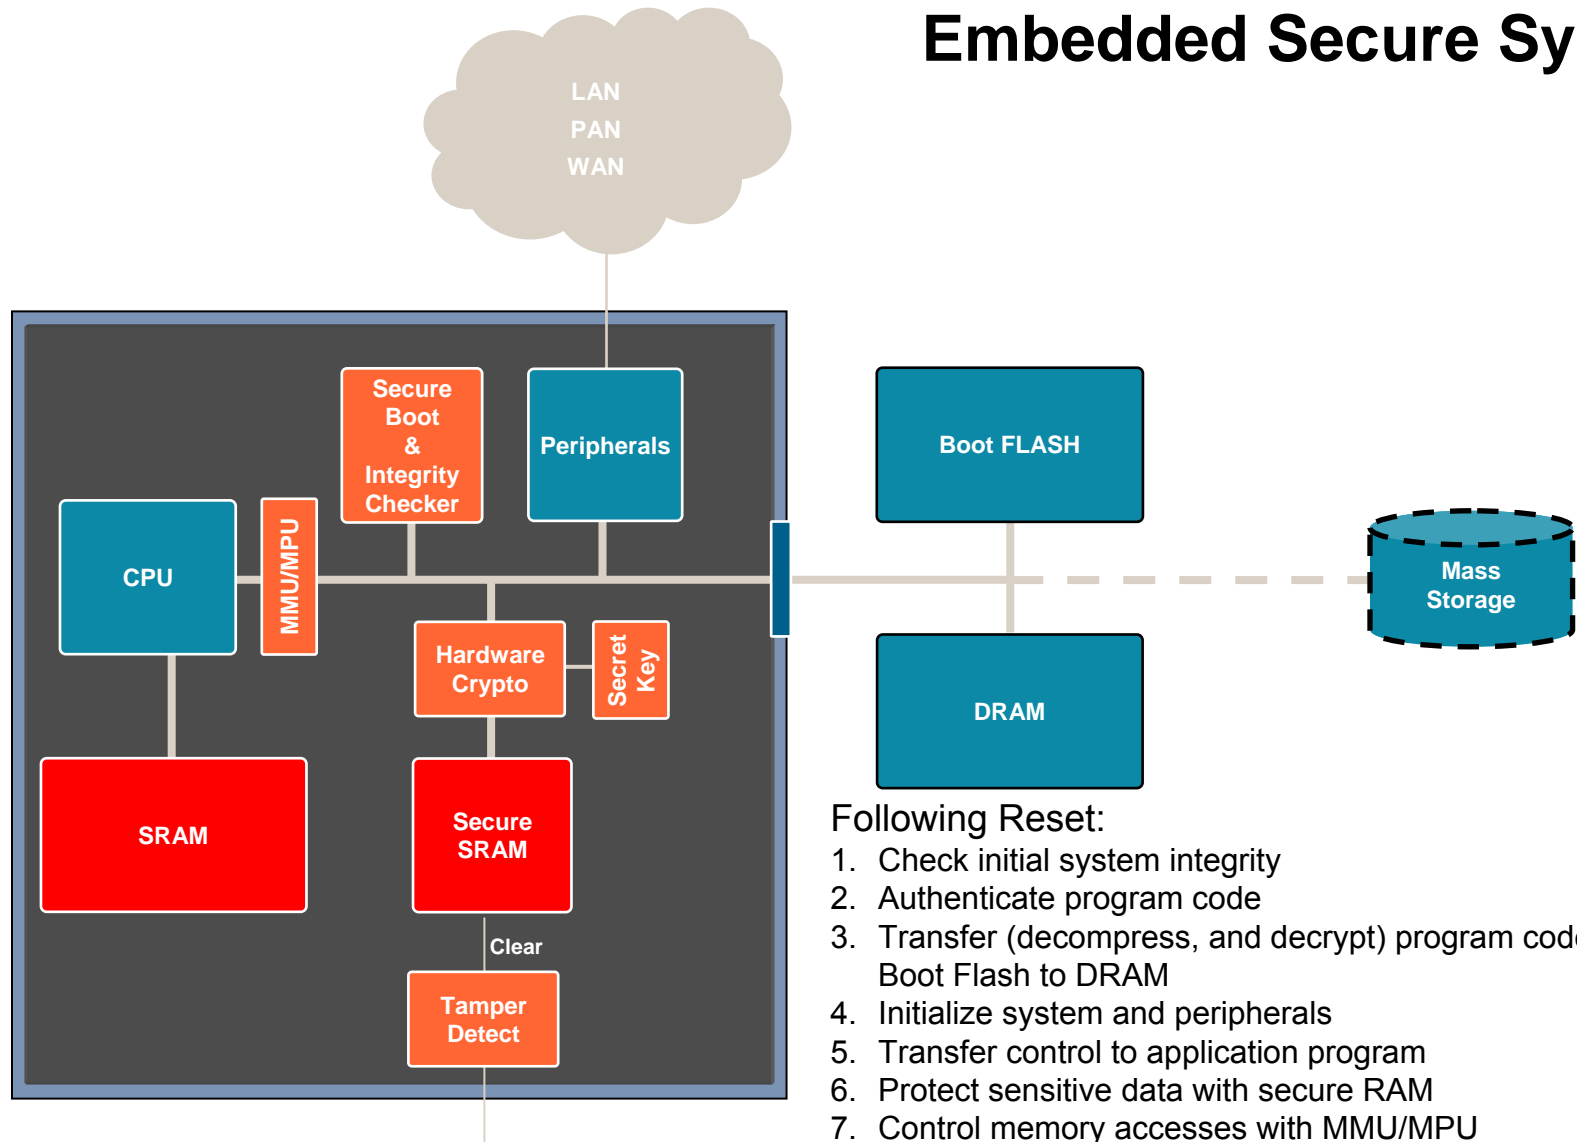 Embedded Secure Sy
LAN
PAN
WAN
Secure
Boot
&
Integrity
Checker
Peripherals
Boot FLASH
CPU
MMU/MPU
Mass
Storage
Hardware
Crypto
Secret
Key
DRAM
SRAM
Secure
SRAM
Clear
Tamper
Detect
Following Reset:
1. Check initial system integrity
2. Authenticate program code
3. Transfer (decompress, and decrypt) program code
Boot Flash to DRAM
4. Initialize system and peripherals
5. Transfer control to application program
6. Protect sensitive data with secure RAM
7. Control memory accesses with MMU/MPU